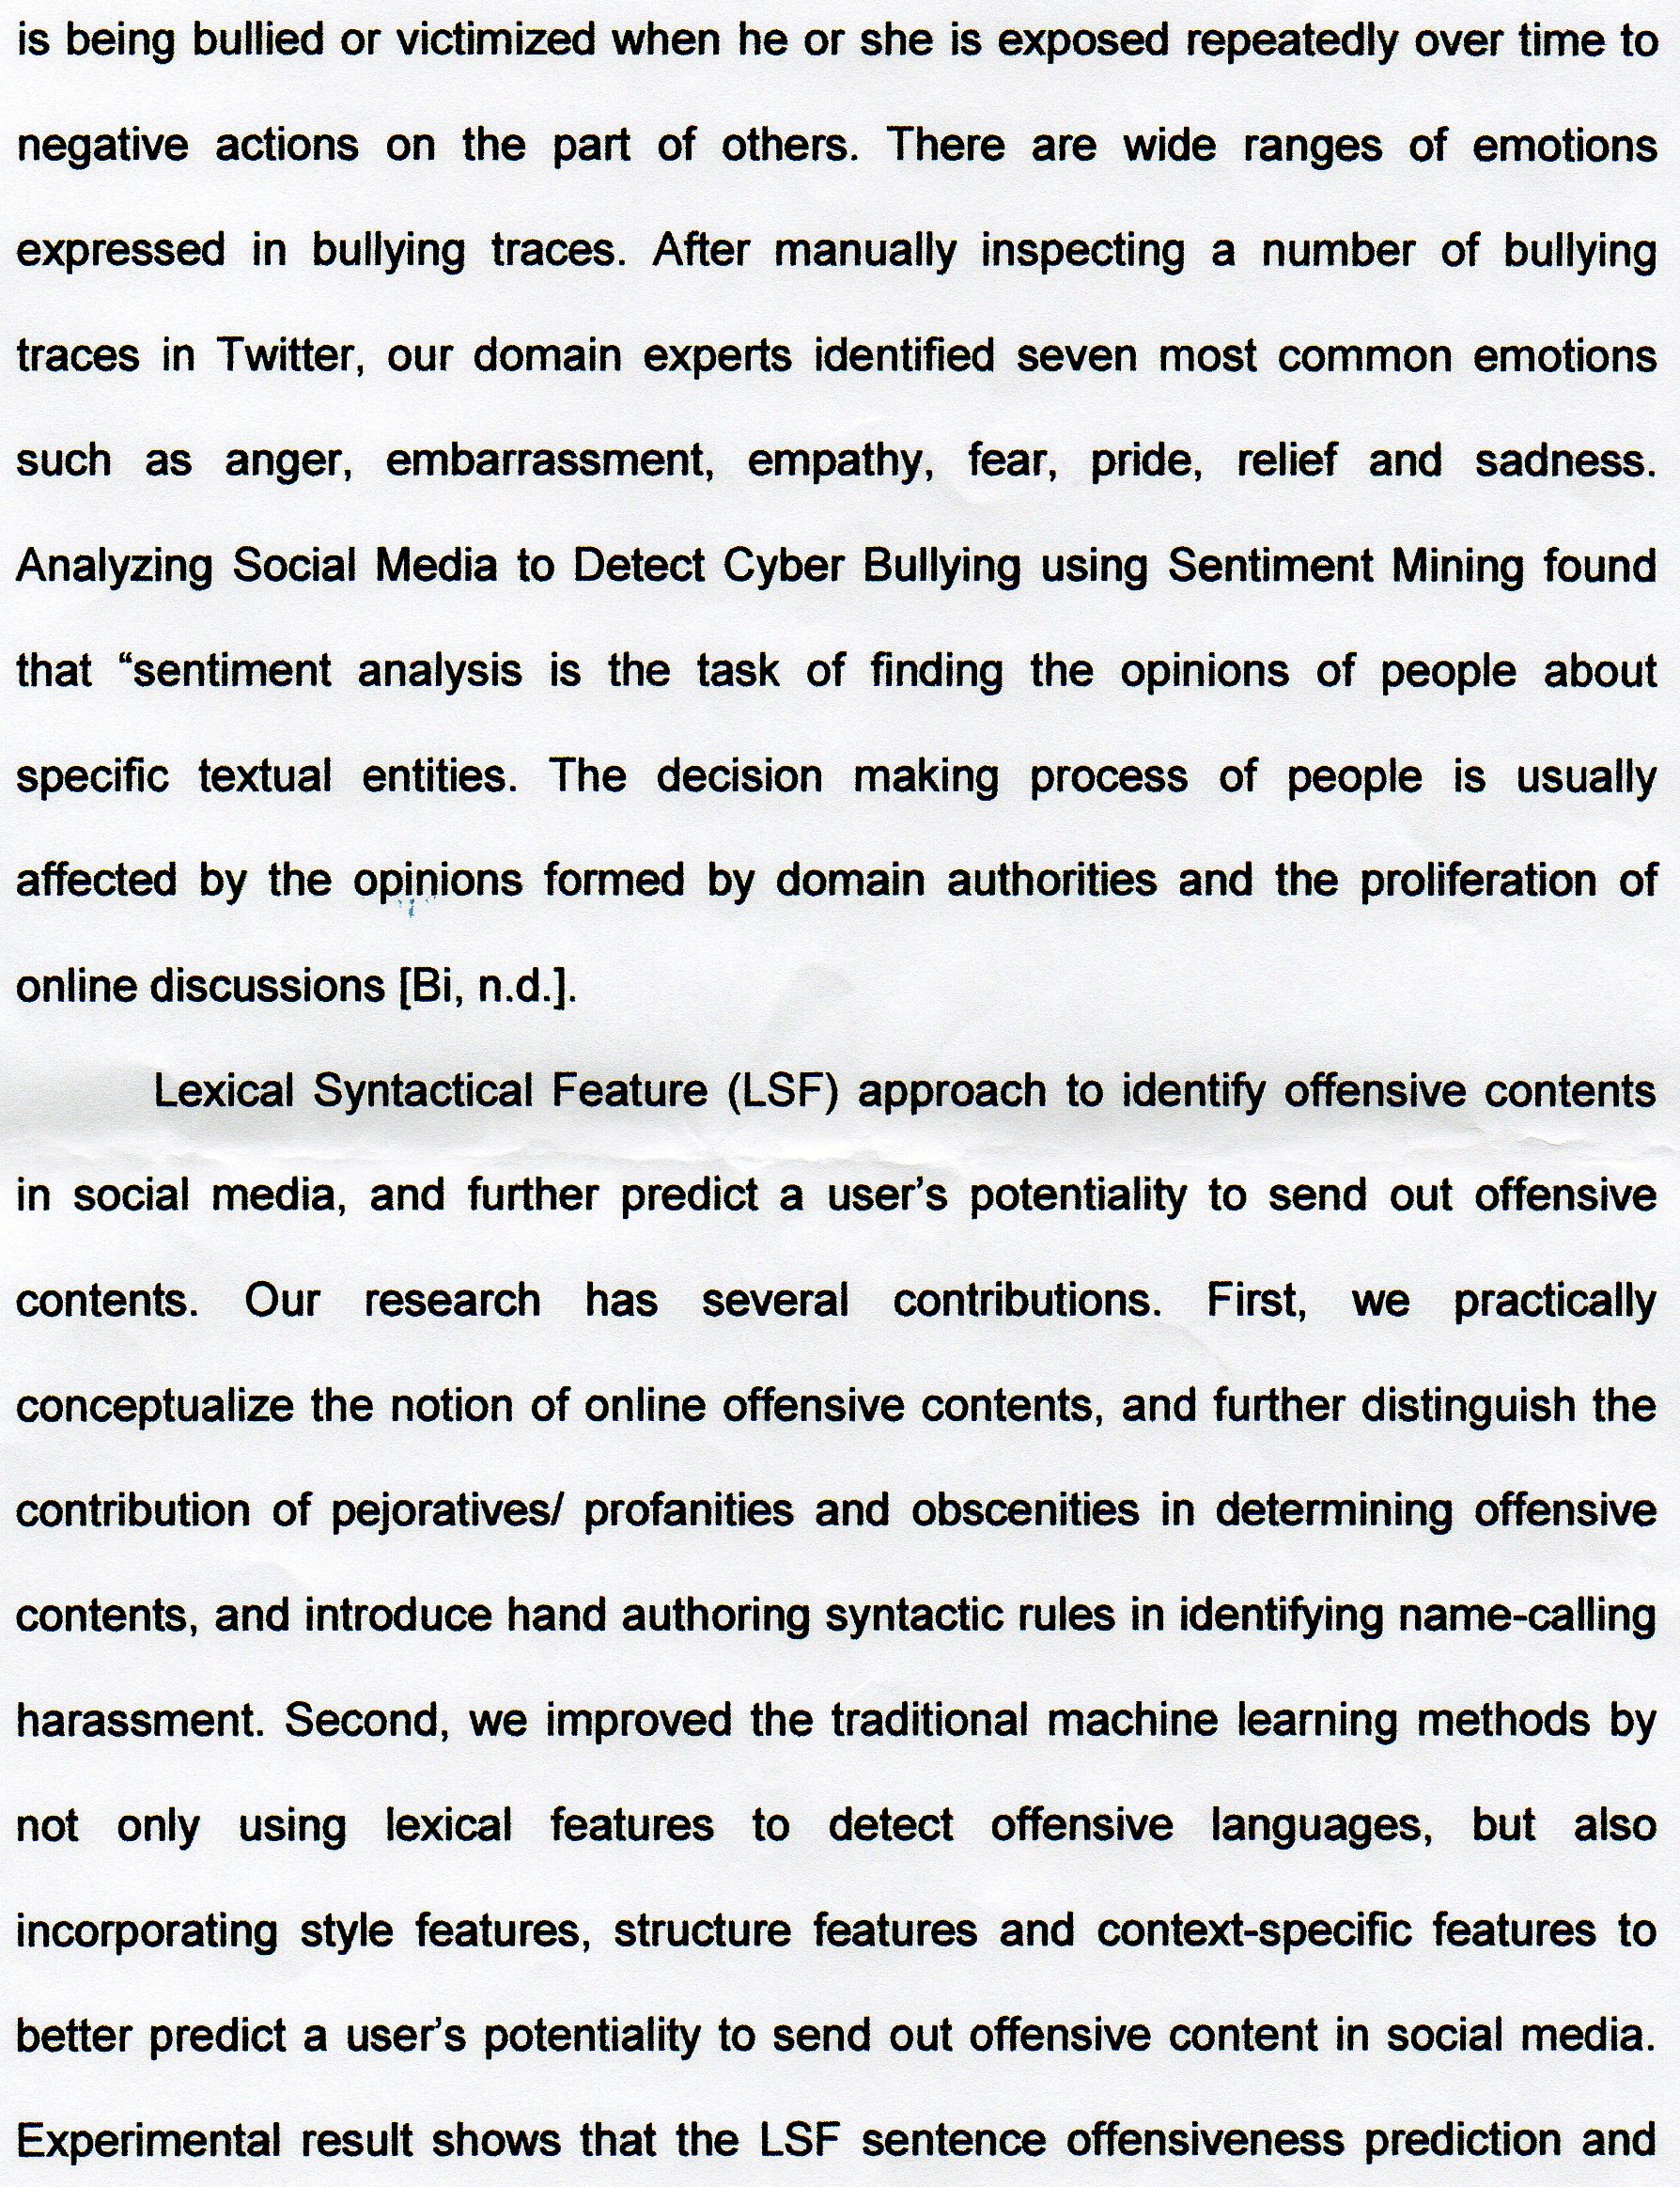 is being bullied or victimized when he or she is exposed repeatedly over time to
negative actions on the part of others. There are wide ranges of emotions
expressed in bullying traces. After manually inspecting a number of bullying
traces in Twitter, our domain experts identified seven most common emotions
such as anger, embarrassment, empathy, fear, pride, relief and sadness.
Analyzing Social Media to Detect Cyber Bullying using Sentiment Mining found
that “sentiment analysis is the task of finding the opinions of people about
specific textual entities. The decision making process of people is usually
affected by the opinions formed by domain authorities and the proliferation of
online discussions [Bi, n.d.].
Lexical Syntactical Feature (LSF) approach to identify offensive contents
in social media, and further predict a user’s potentiality to send out offensive
contents. Our research has several contributions. First, we practically
conceptualize the notion of online offensive contents, and further distinguish the
contribution of pejoratives/ profanities and obscenities in determining offensive
contents, and introduce hand authoring syntactic rules in identifying name-calling
harassment. Second, we improved the traditional machine learning methods by
not only using lexical features to detect offensive languages, but also
incorporating style features, structure features and context-specific features to
better predict a user’s potentiality to send out offensive content in social media.
Experimental result shows that the LSF sentence offensiveness prediction and